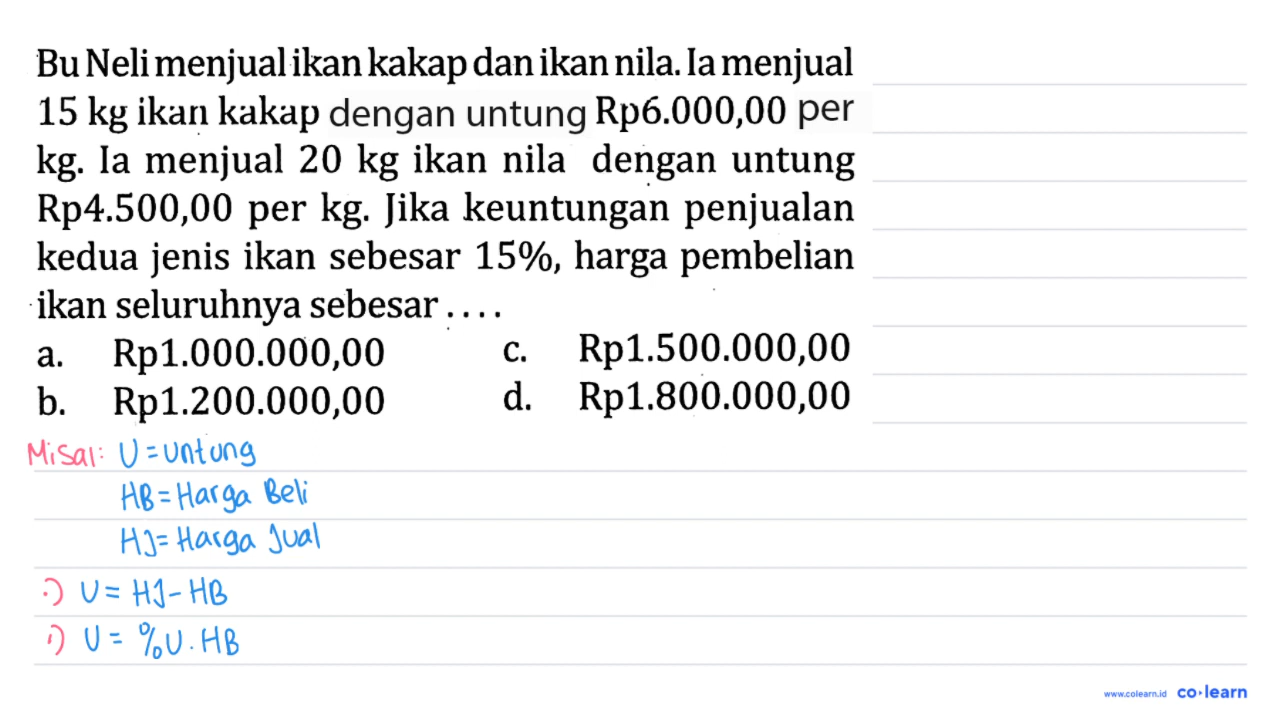 Bu Neli menjual ikan kakap dan ikan nila. Ia menjual
15 kg ikan kakap dengan untung Rp6.000,00 per
kg. Ia menjual 20 kg ikan nila dengan untung
Rp4.500,00 per kg. Jika keuntungan penjualan
kedua jenis ikan sebesar 15%, harga pembelian
ikan seluruhnya sebesar ....
a. Rp1.000.000,00 c. Rp1.500.000,00
b. Rp1.200.000,00 d. Rp1.800.000,00
Misal: U = untung
HB = Harga Beli
HJ = Harga Jual
·) U = HJ - HB
·) U = %U . HB
www.colearn.id co·learn